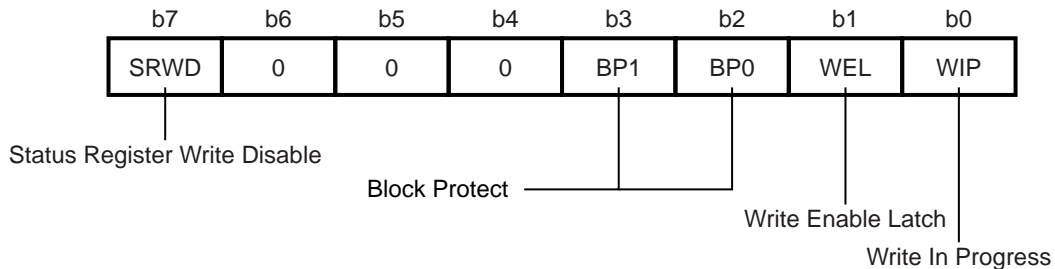 b7 b6 b5 b4 b3 b2 b1 b0
SRWD 0 0 0 BP1 BP0 WEL WIP
Status Register Write Disable
Block Protect
Write Enable Latch
Write In Progress